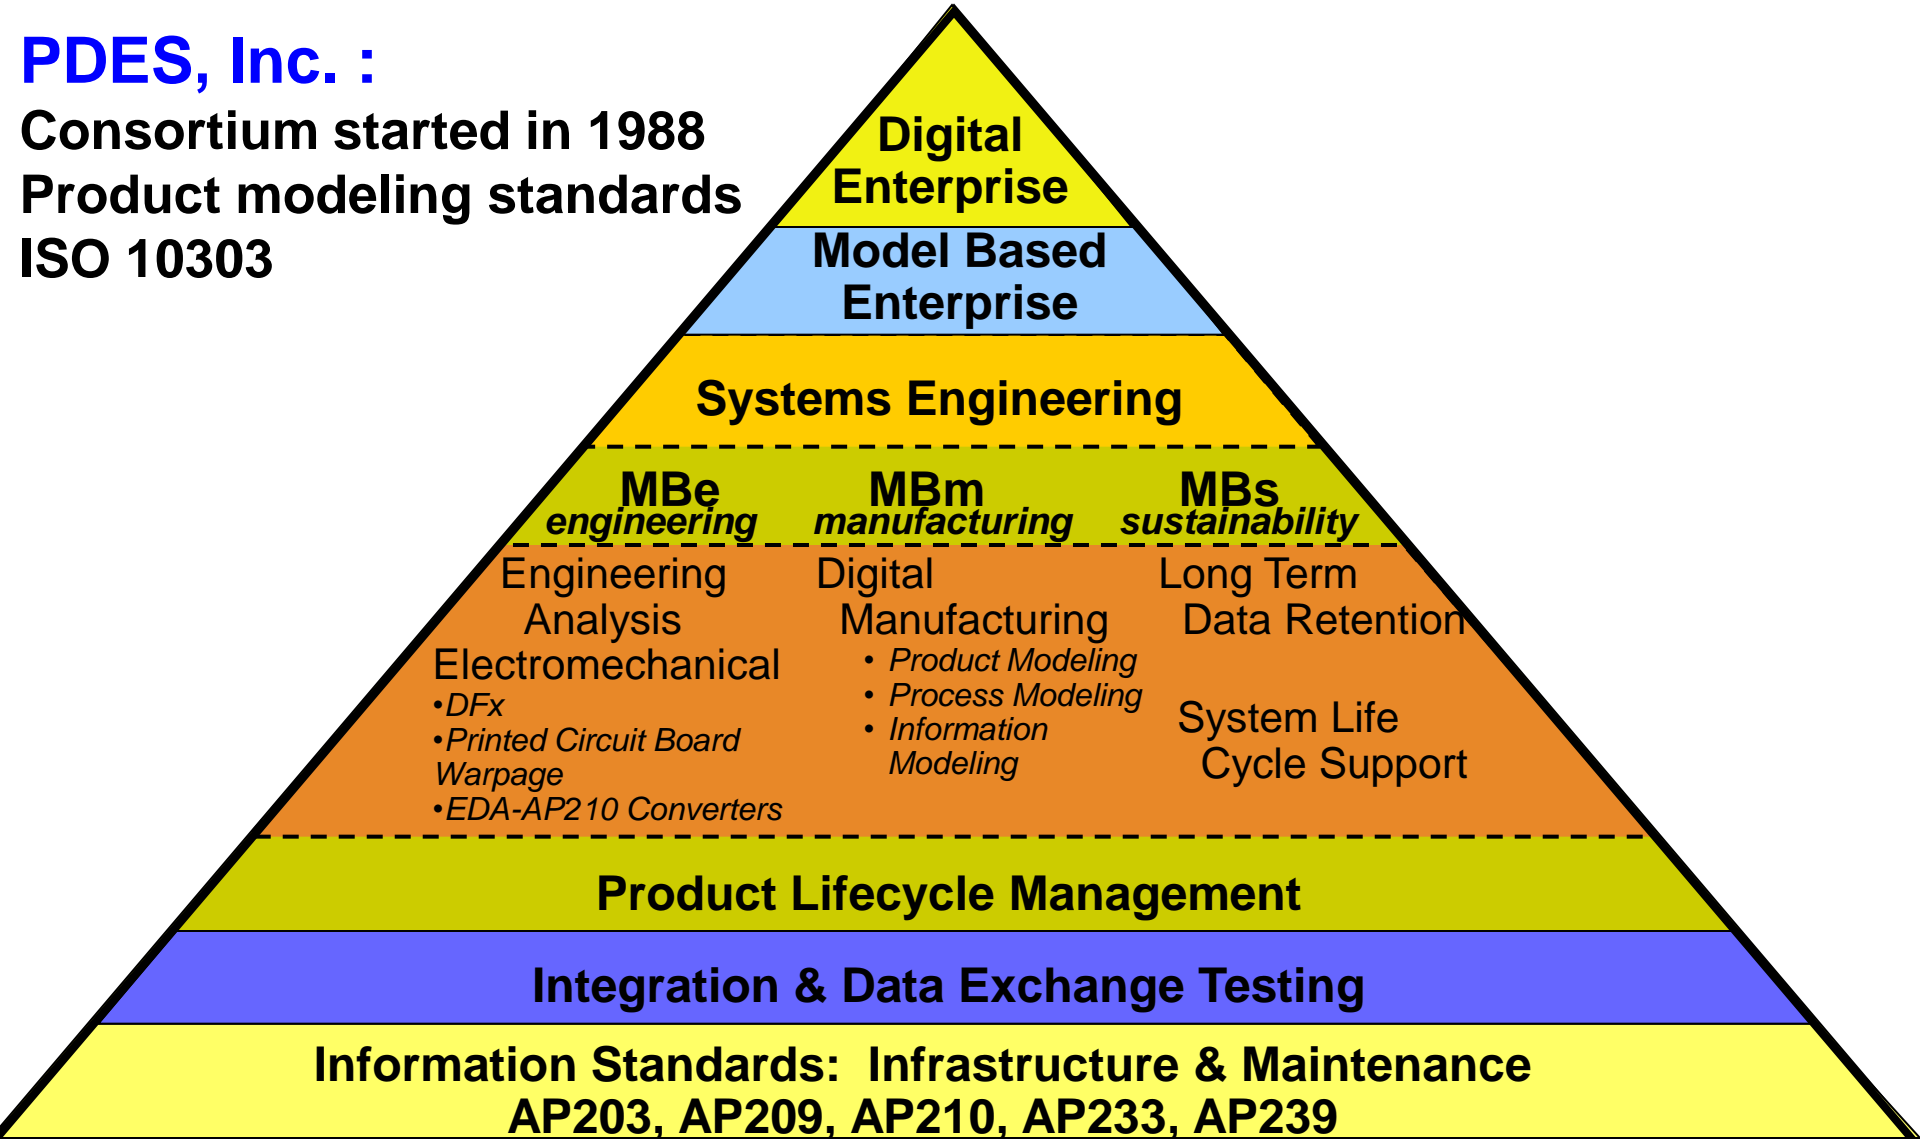 PDES, Inc. :
Consortium started in 1988
Product modeling standards
ISO 10303
Digital
Enterprise
Model Based
Enterprise
Systems Engineering
MBe
engineering
MBm
manufacturing
MBs
sustainability
Engineering
Analysis
Electromechanical
•DFx
•Printed Circuit Board
Warpage
•EDA-AP210 Converters
Digital
Manufacturing
• Product Modeling
• Process Modeling
• Information
Modeling
Long Term
Data Retention
System Life
Cycle Support
Product Lifecycle Management
Integration & Data Exchange Testing
Information Standards: Infrastructure & Maintenance
AP203, AP209, AP210, AP233, AP239